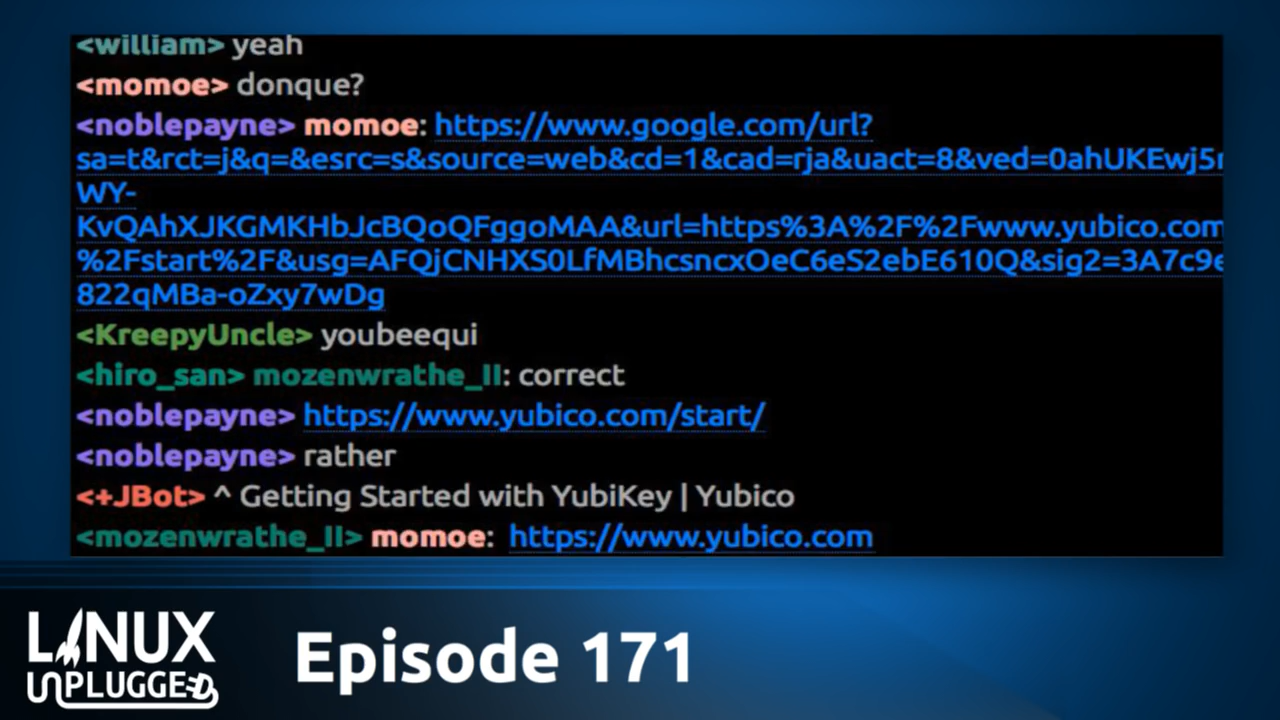 <william> yeah
<momoe> donque?
<noblepayne> momoe: https://www.google.com/url?
sa=t&rct=j&q=&esrc=s&source=web&cd=1&cad=rja&uact=8&ved=0ahUKEwj5r
WY-
KvQAhXJKGMKHbJcBQoQFggoMAA&url=https%3A%2F%2Fwww.yubico.com
%2Fstart%2F&usg=AFQjCNHXS0LfMBhcsncxOeC6eS2ebE610Q&sig2=3A7c9e
822qMBa-oZxy7wDg
<KreepyUncle> youbeequi
<hiro_san> mozenwrathe_II: correct
<noblepayne> https://www.yubico.com/start/
<noblepayne> rather
<+JBot> ^ Getting Started with YubiKey | Yubico
<mozenwrathe_II> momoe: https://www.yubico.com
LINUX
UNPLUGGED
Episode 171